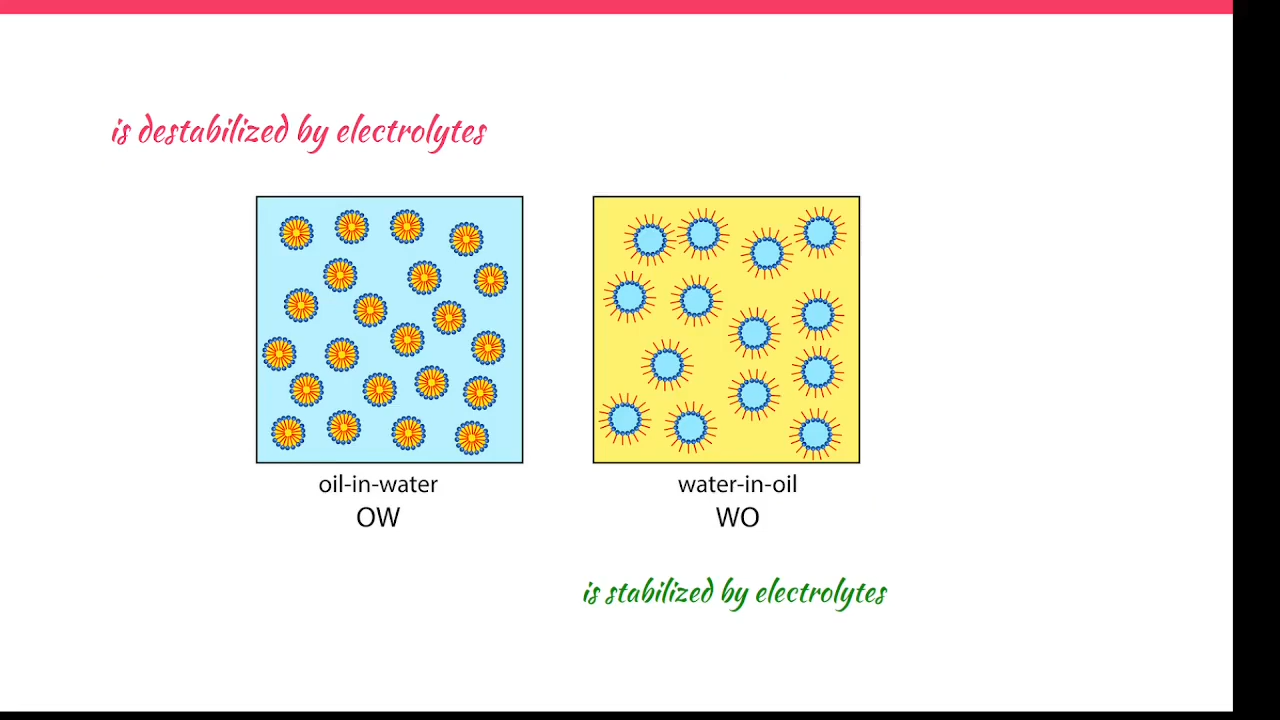 is destabilized by electrolytes
oil-in-water
OW
water-in-oil
WO
is stabilized by electrolytes